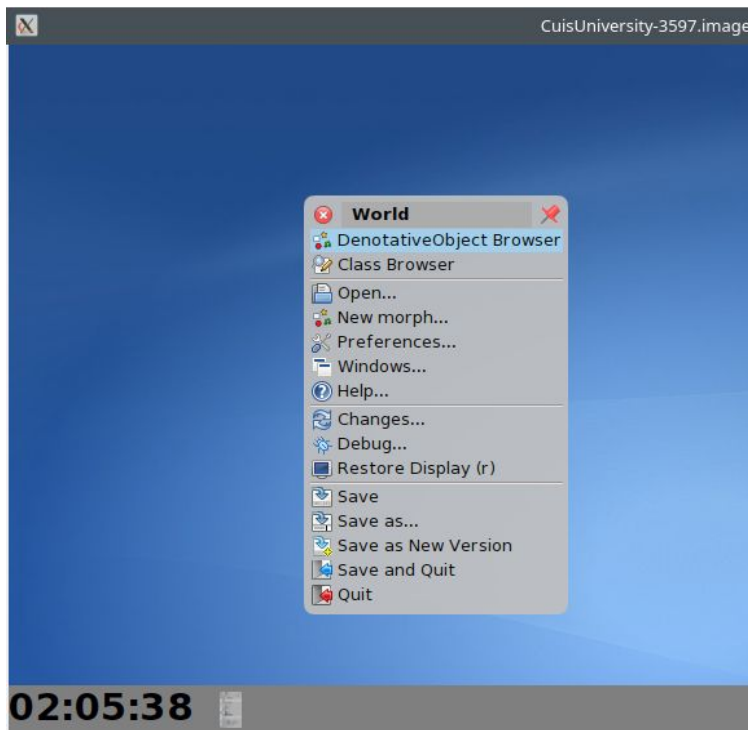 CuisUniversity-3597.image
World
DenotativeObject Browser
Class Browser
Open...
New morph...
Preferences...
Windows...
Help...
Changes...
Debug...
Restore Display (r)
Save
Save as...
Save as New Version
Save and Quit
Quit
02:05:38